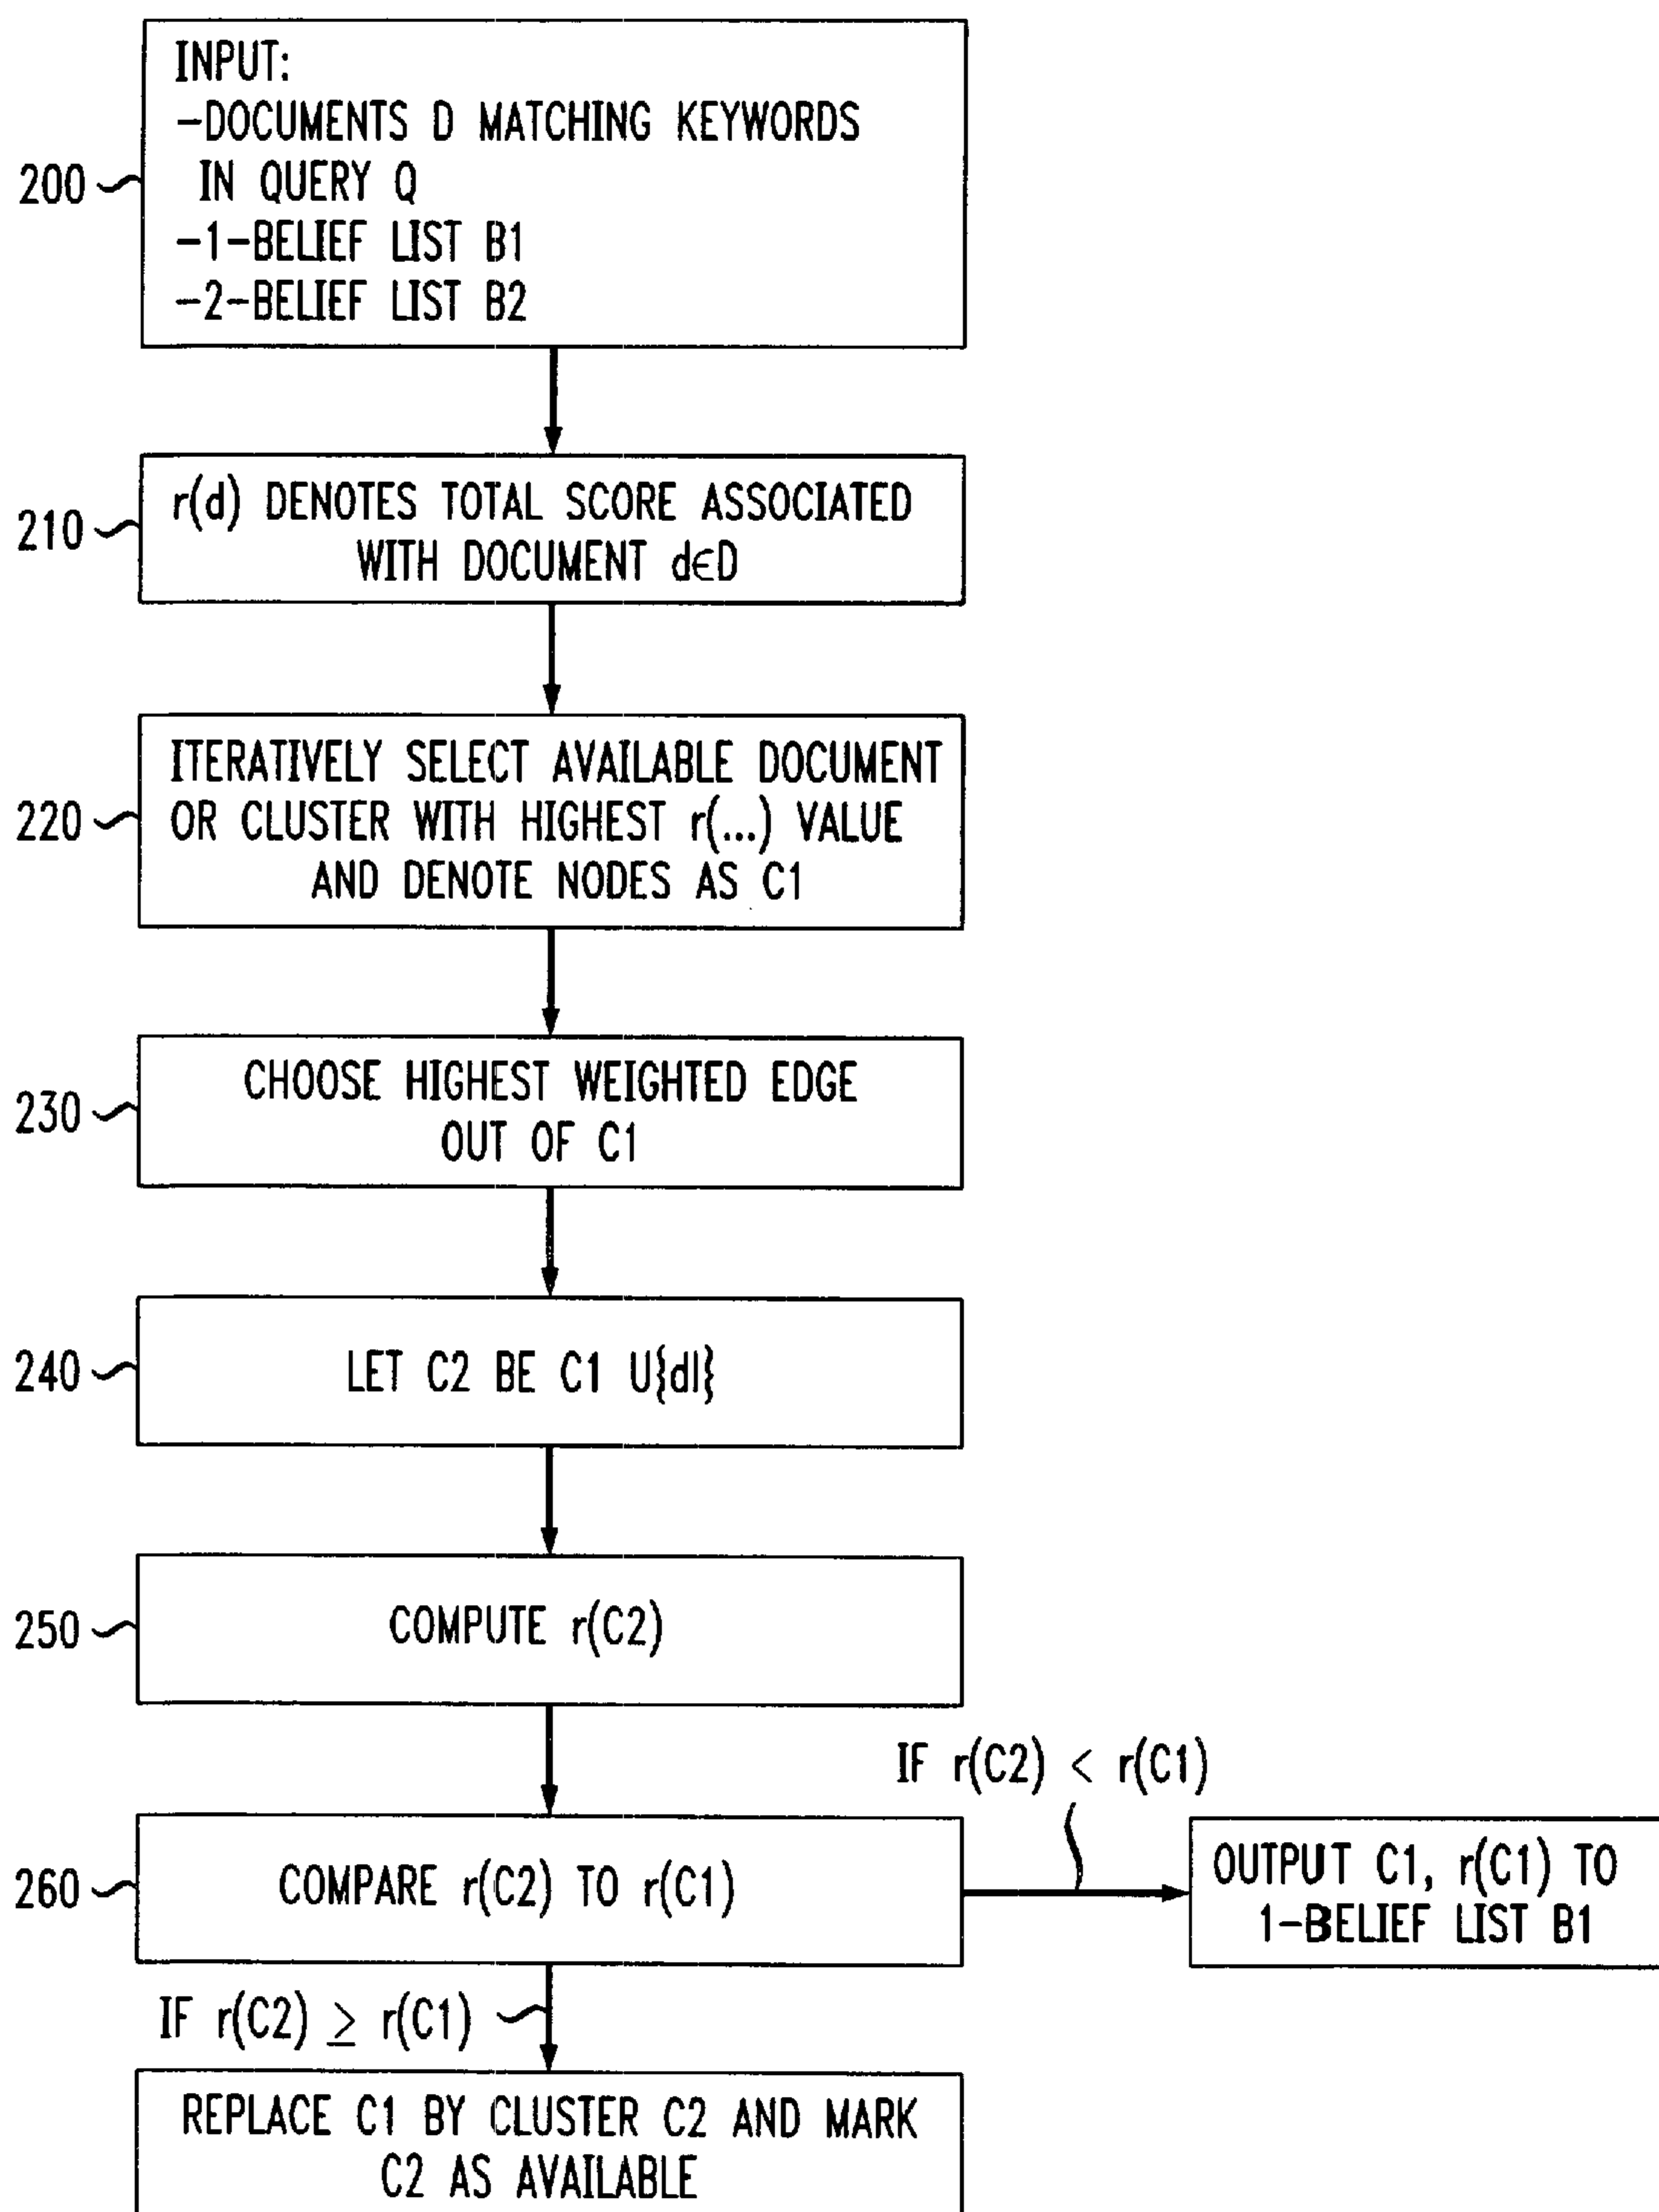 INPUT:
-DOCUMENTS D MATCHING KEYWORDS
IN QUERY Q
-1-BELIEF LIST B1
-2-BELIEF LIST B2
200
r(d) DENOTES TOTAL SCORE ASSOCIATED
WITH DOCUMENT d∈D
210
ITERATIVELY SELECT AVAILABLE DOCUMENT
OR CLUSTER WITH HIGHEST r(...) VALUE
AND DENOTE NODES AS C1
220
CHOOSE HIGHEST WEIGHTED EDGE
OUT OF C1
230
LET C2 BE C1 U{dl}
240
COMPUTE r(C2)
250
IF r(C2) < r(C1)
COMPARE r(C2) TO r(C1)
260
OUTPUT C1, r(C1) TO
1-BELIEF LIST B1
IF r(C2) ≥ r(C1)
REPLACE C1 BY CLUSTER C2 AND MARK
C2 AS AVAILABLE